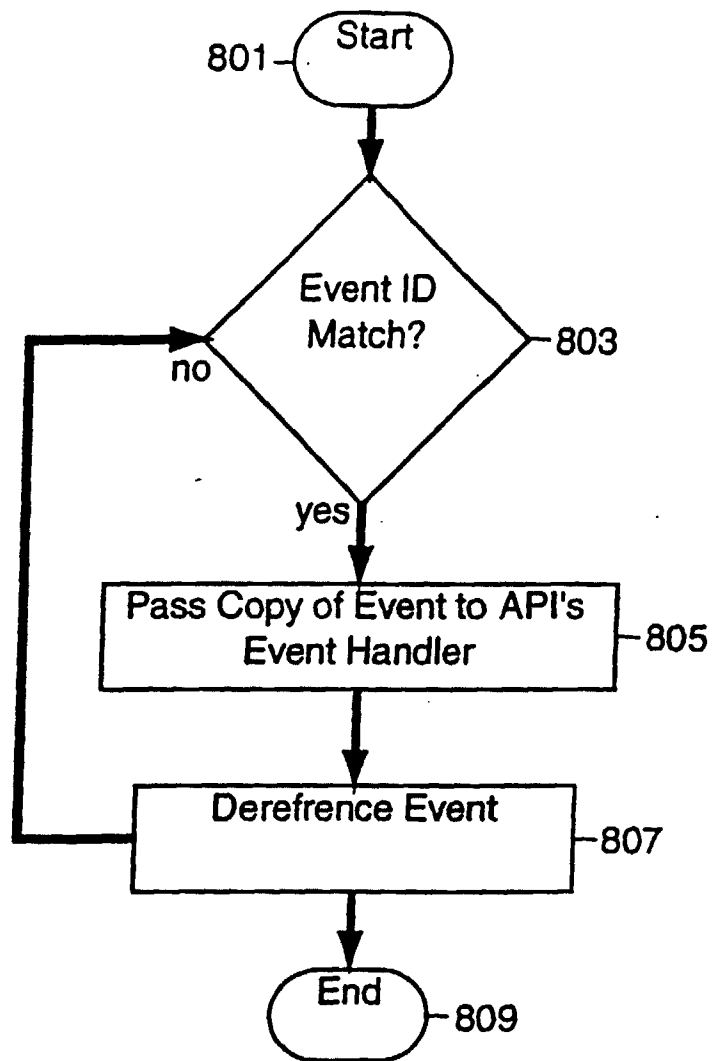 Start
801
Event ID
Match?
803
no
yes
Pass Copy of Event to API's
Event Handler
805
Derefrence Event
807
End
809